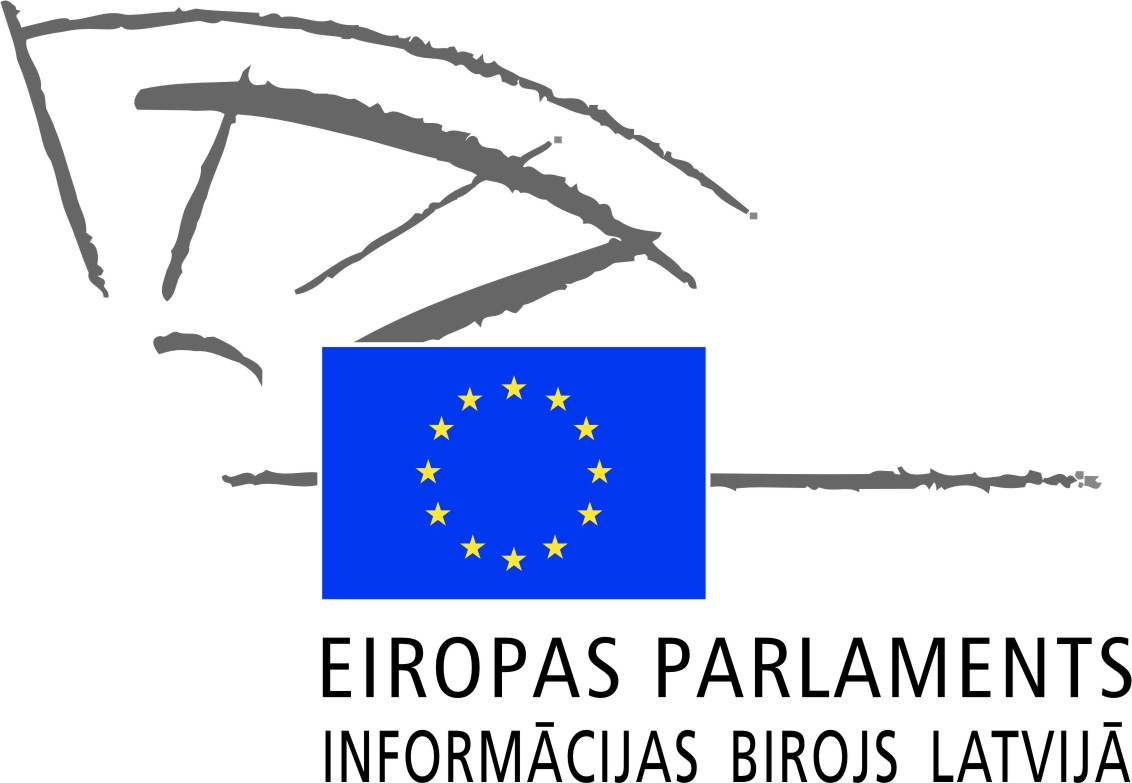 EIROPAS PARLAMENTS
INFORMĀCIJAS BIROJS LATVIJĀ